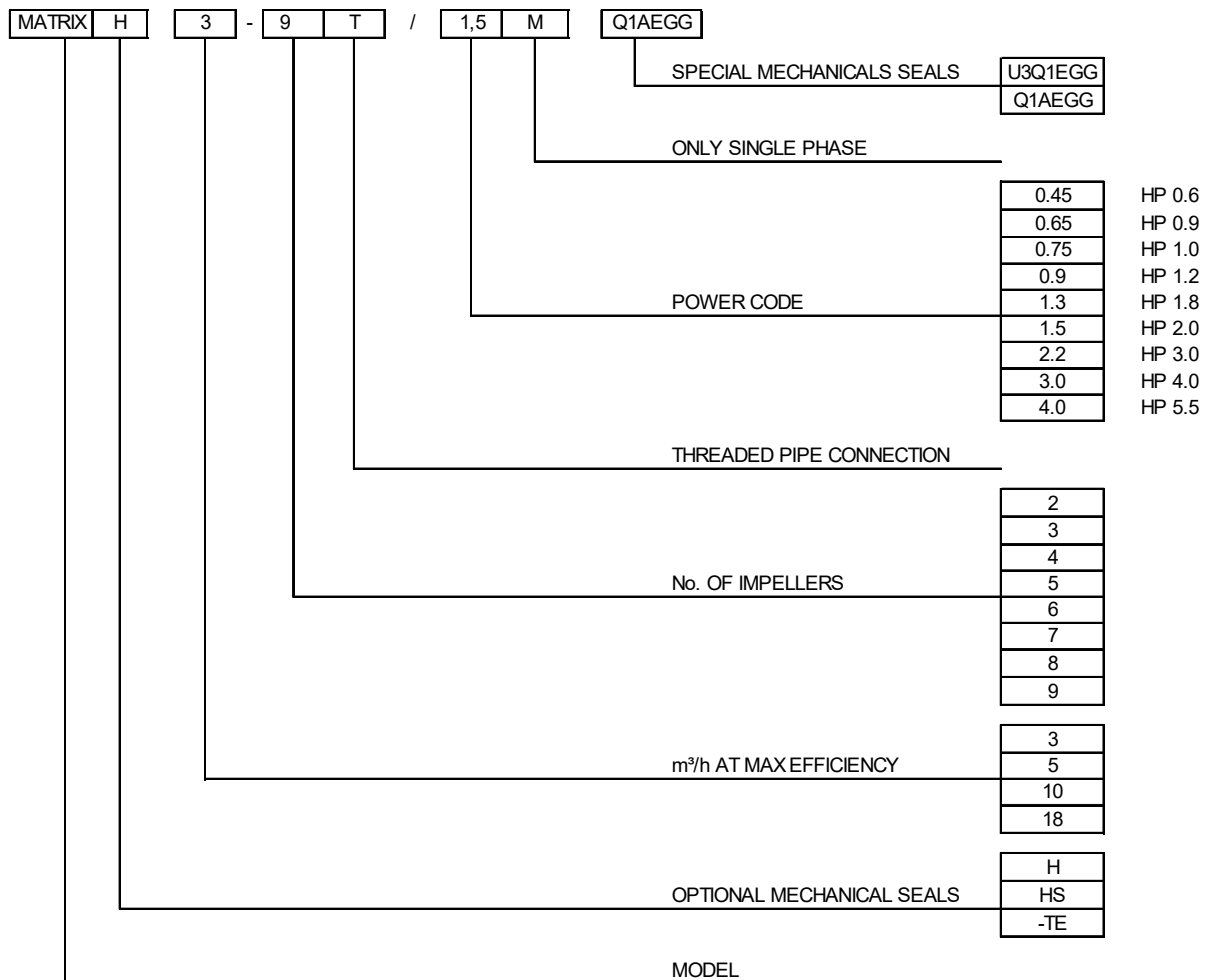 MATRIX H 3 - 9 T / 1,5 M Q1AEGG
SPECIAL MECHANICALS SEALS U3Q1EGG
Q1AEGG
ONLY SINGLE PHASE
0.45 HP 0.6
0.65 HP 0.9
0.75 HP 1.0
0.9 HP 1.2
POWER CODE 1.3 HP 1.8
1.5 HP 2.0
2.2 HP 3.0
3.0 HP 4.0
4.0 HP 5.5
THREADED PIPE CONNECTION
2
3
4
No. OF IMPELLERS 5
6
7
8
9
3
m³/h AT MAX EFFICIENCY 5
10
18
H
OPTIONAL MECHANICAL SEALS HS
-TE
MODEL